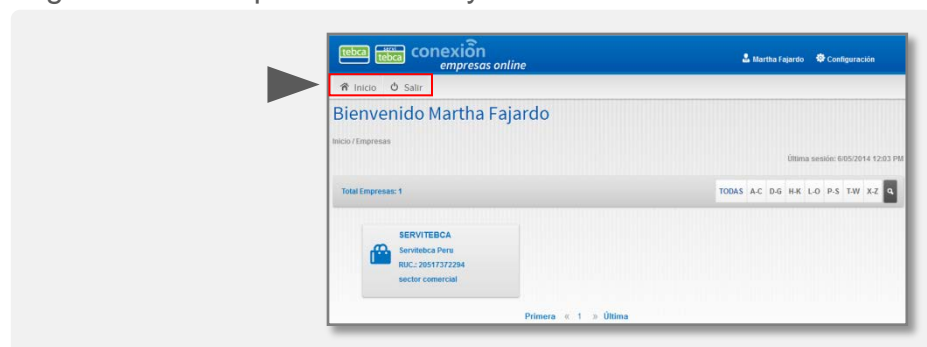 tebca tebca conexión
empresas online
Martha Fajardo Configuración
Inicio Salir
Bienvenido Martha Fajardo
Inicio / Empresas
Última sesión: 6/05/2014 12:03 PM
Total Empresas: 1 TODAS A-C D-G H-K L-O P-S T-W X-Z
SERVITEBCA
Servitebca Peru
RUC.: 20517372294
sector comercial
Primera « 1 » Última